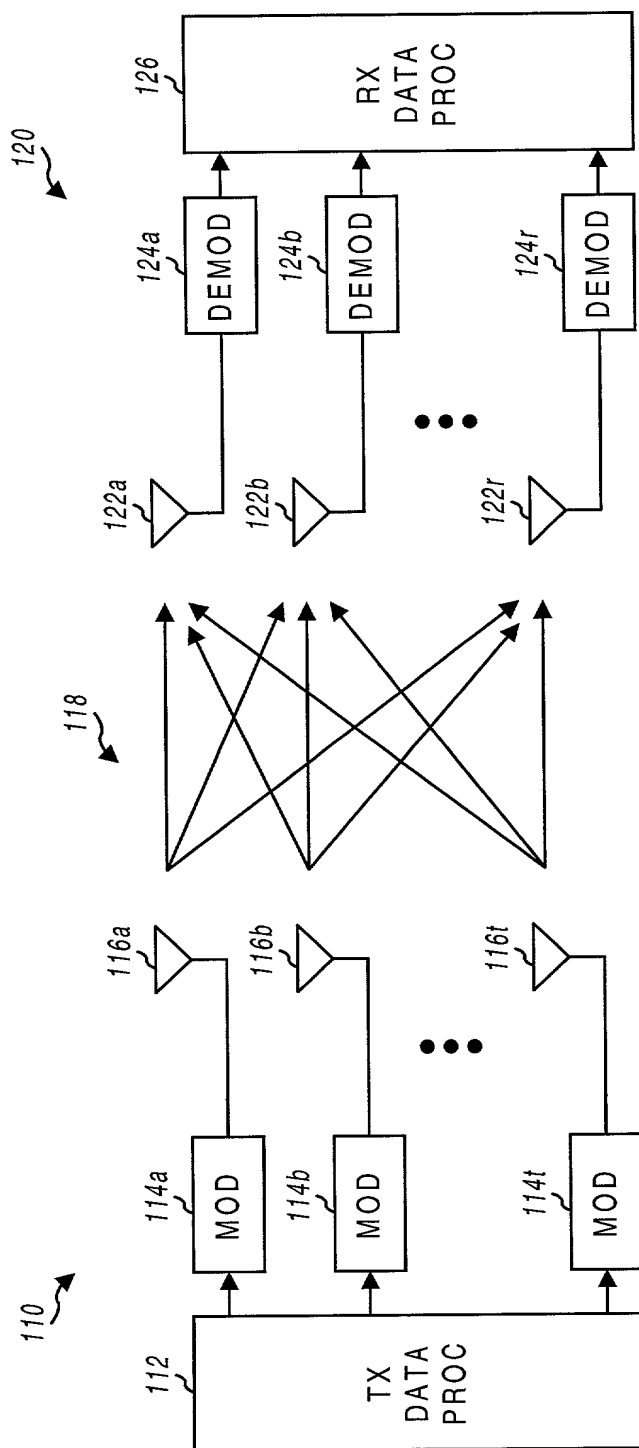 110
118
120
112
114a
116a
122a
124a
126
TX
DATA
PROC
MOD
DEMOD
RX
DATA
PROC
114b
116b
122b
124b
MOD
DEMOD
114t
116t
122r
124r
MOD
DEMOD